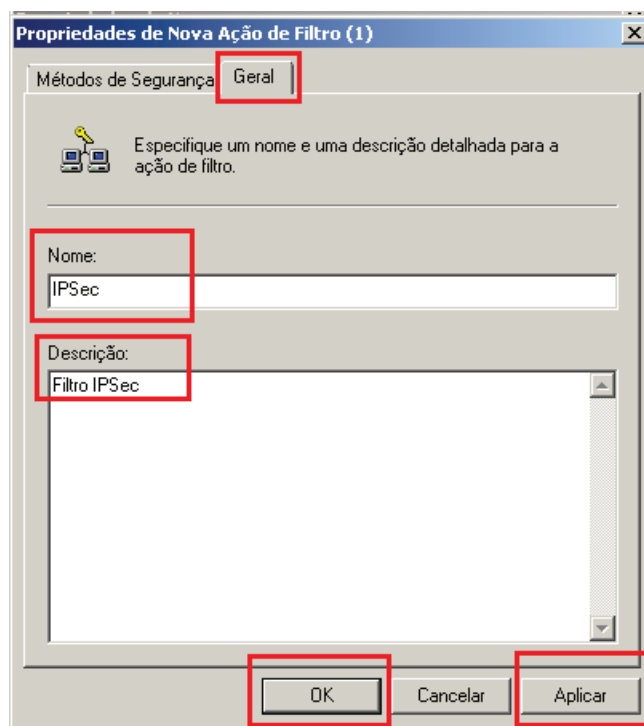 Propriedades de Nova Ação de Filtro (1)
Métodos de Segurança Geral
Especifique um nome e uma descrição detalhada para a
ação de filtro.
Nome:
IPSec
Descrição:
Filtro IPSec
OK Cancelar Aplicar